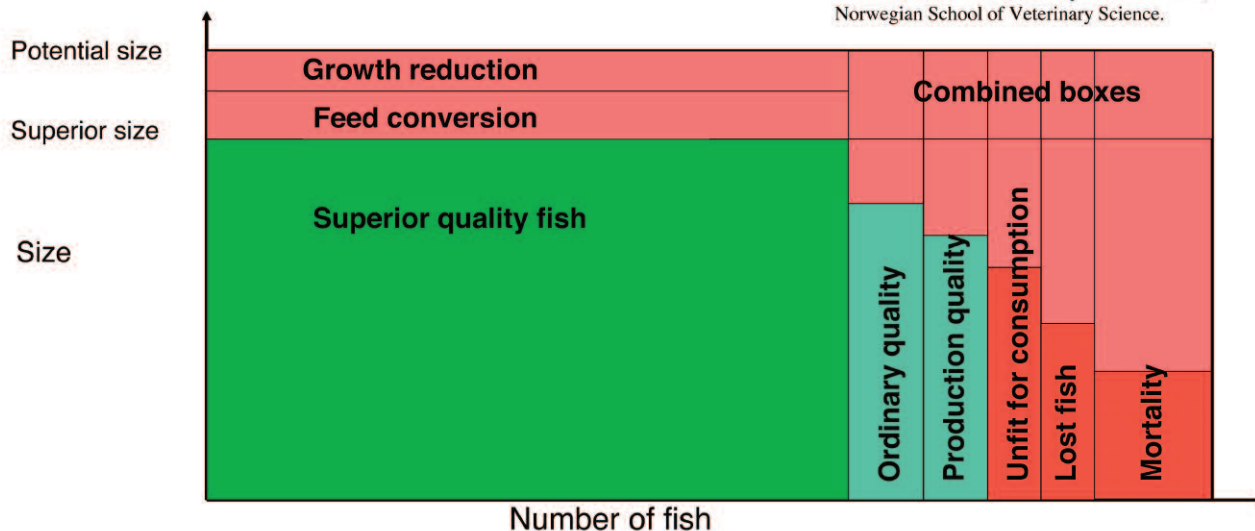 Norwegian School of Veterinary Science.
Potential size
Growth reduction
Combined boxes
Feed conversion
Superior size
Superior quality fish
Size
Ordinary quality
Production quality
Unfit for consumption
Lost fish
Mortality
Number of fish